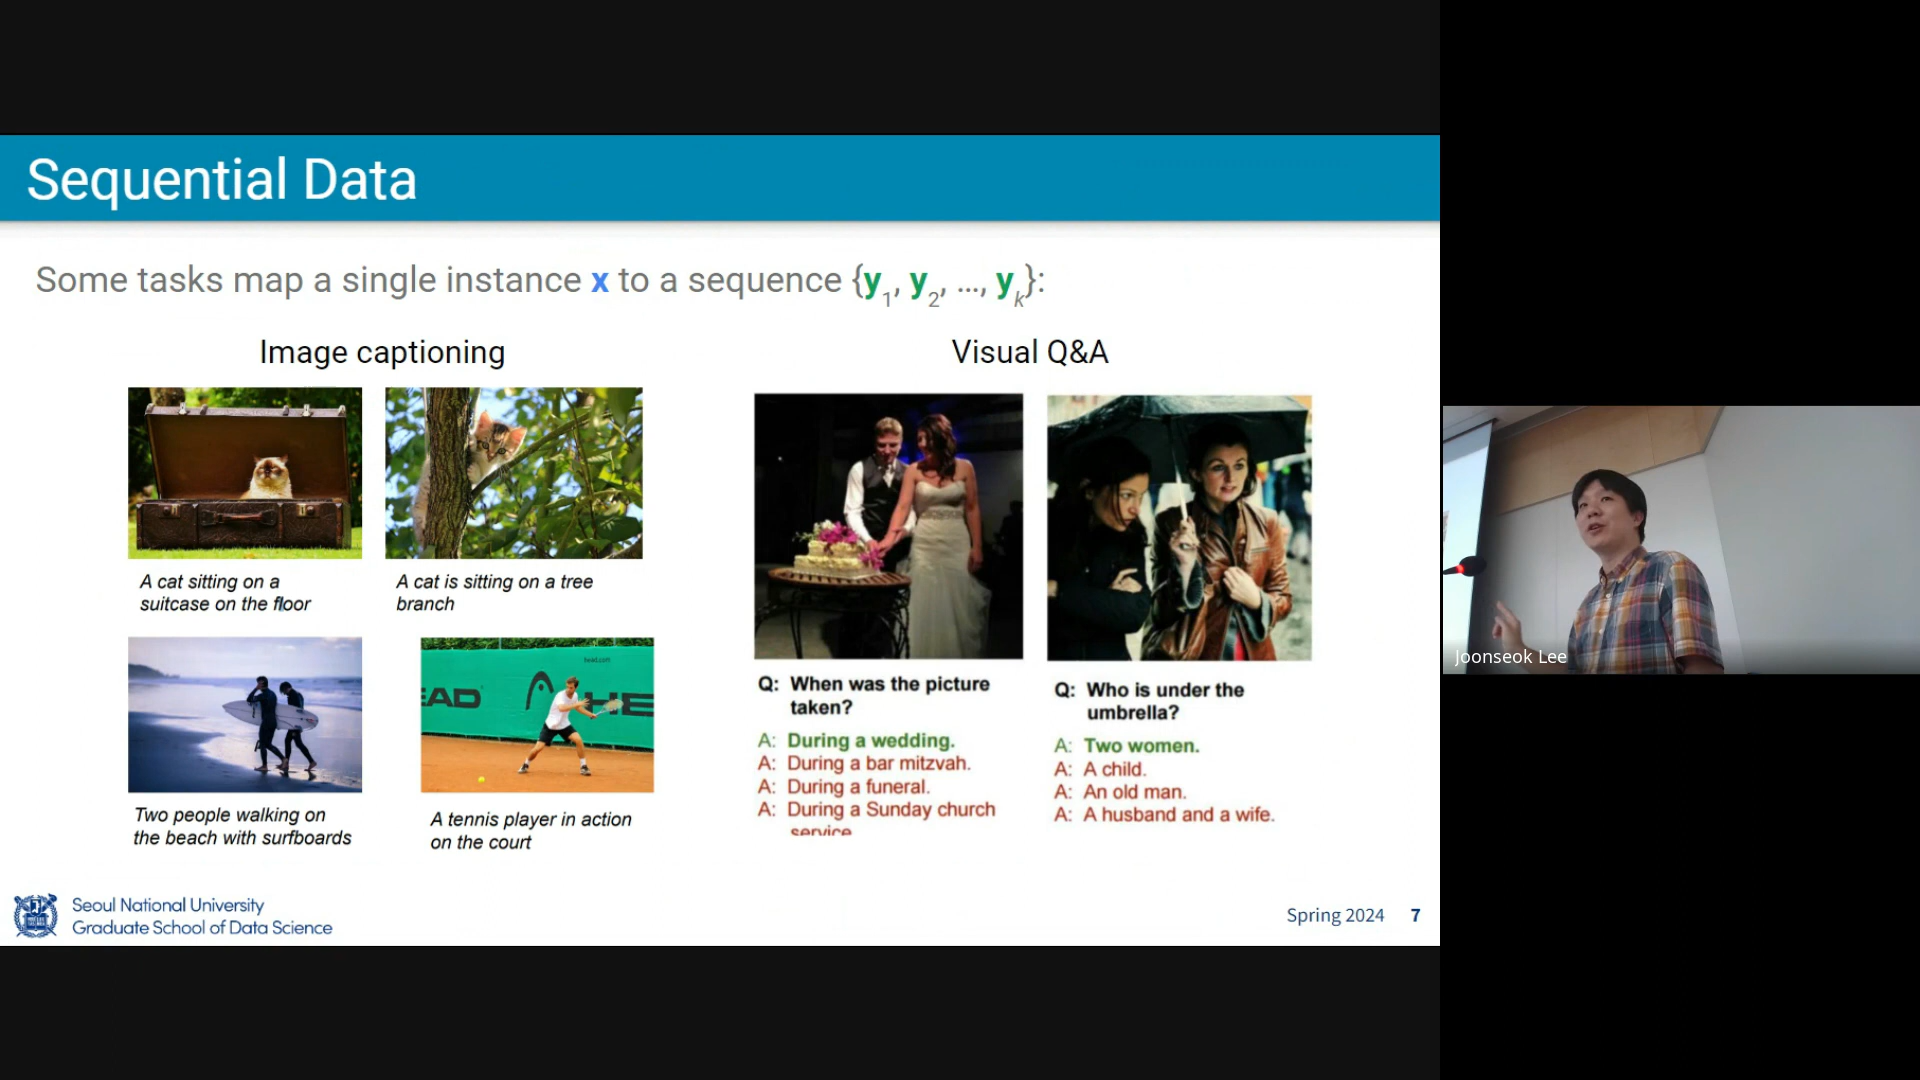 Sequential Data
Some tasks map a single instance x to a sequence {y1, y2, ..., yk}:
Image captioning
A cat sitting on a
suitcase on the floor
A cat is sitting on a tree
branch
Two people walking on
the beach with surfboards
head.com
EAD
HE
A tennis player in action
on the court
Visual Q&A
Q: When was the picture
taken?
A: During a wedding.
A: During a bar mitzvah.
A: During a funeral.
A: During a Sunday church
service
Q: Who is under the
umbrella?
A: Two women.
A: A child.
A: An old man.
A: A husband and a wife.
Seoul National University
Graduate School of Data Science
Spring 2024 7
Joonseok Lee